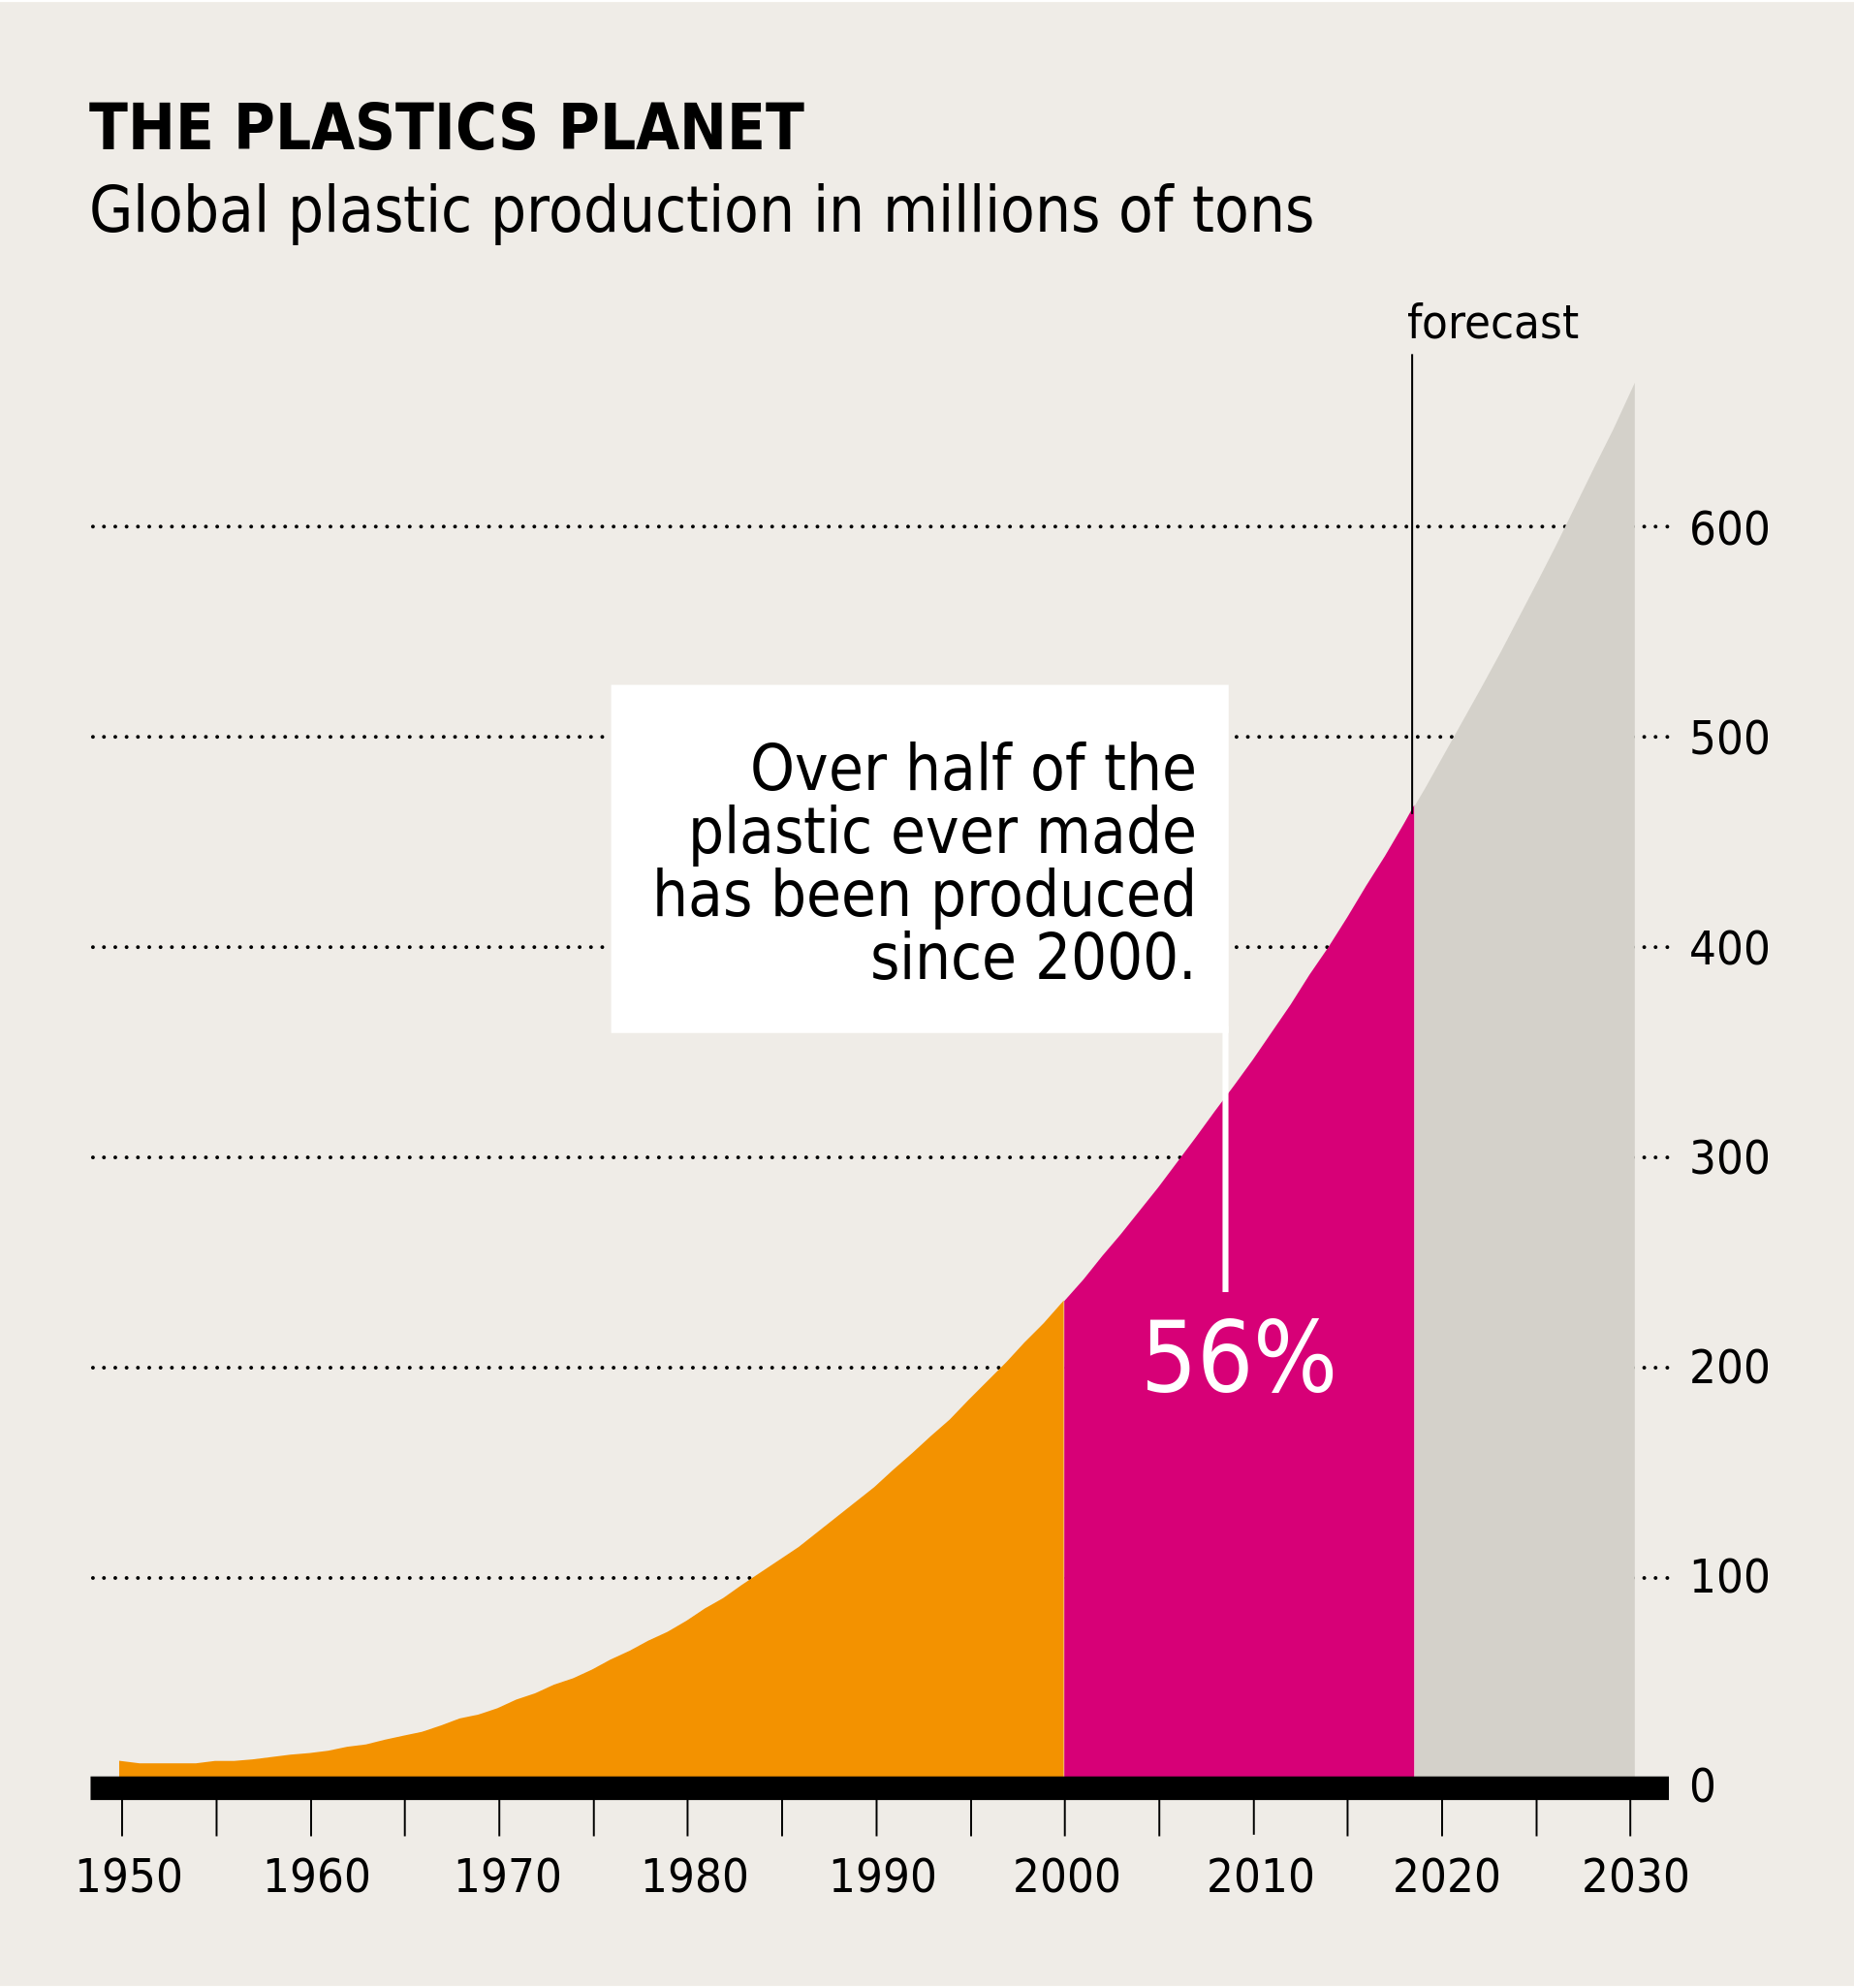 THE PLASTICS PLANET
Global plastic production in millions of tons
forecast
600
500
Over half of the
plastic ever made
has been produced
since 2000.
400
300
56%
200
100
0
1950 1960 1970 1980 1990 2000 2010 2020 2030